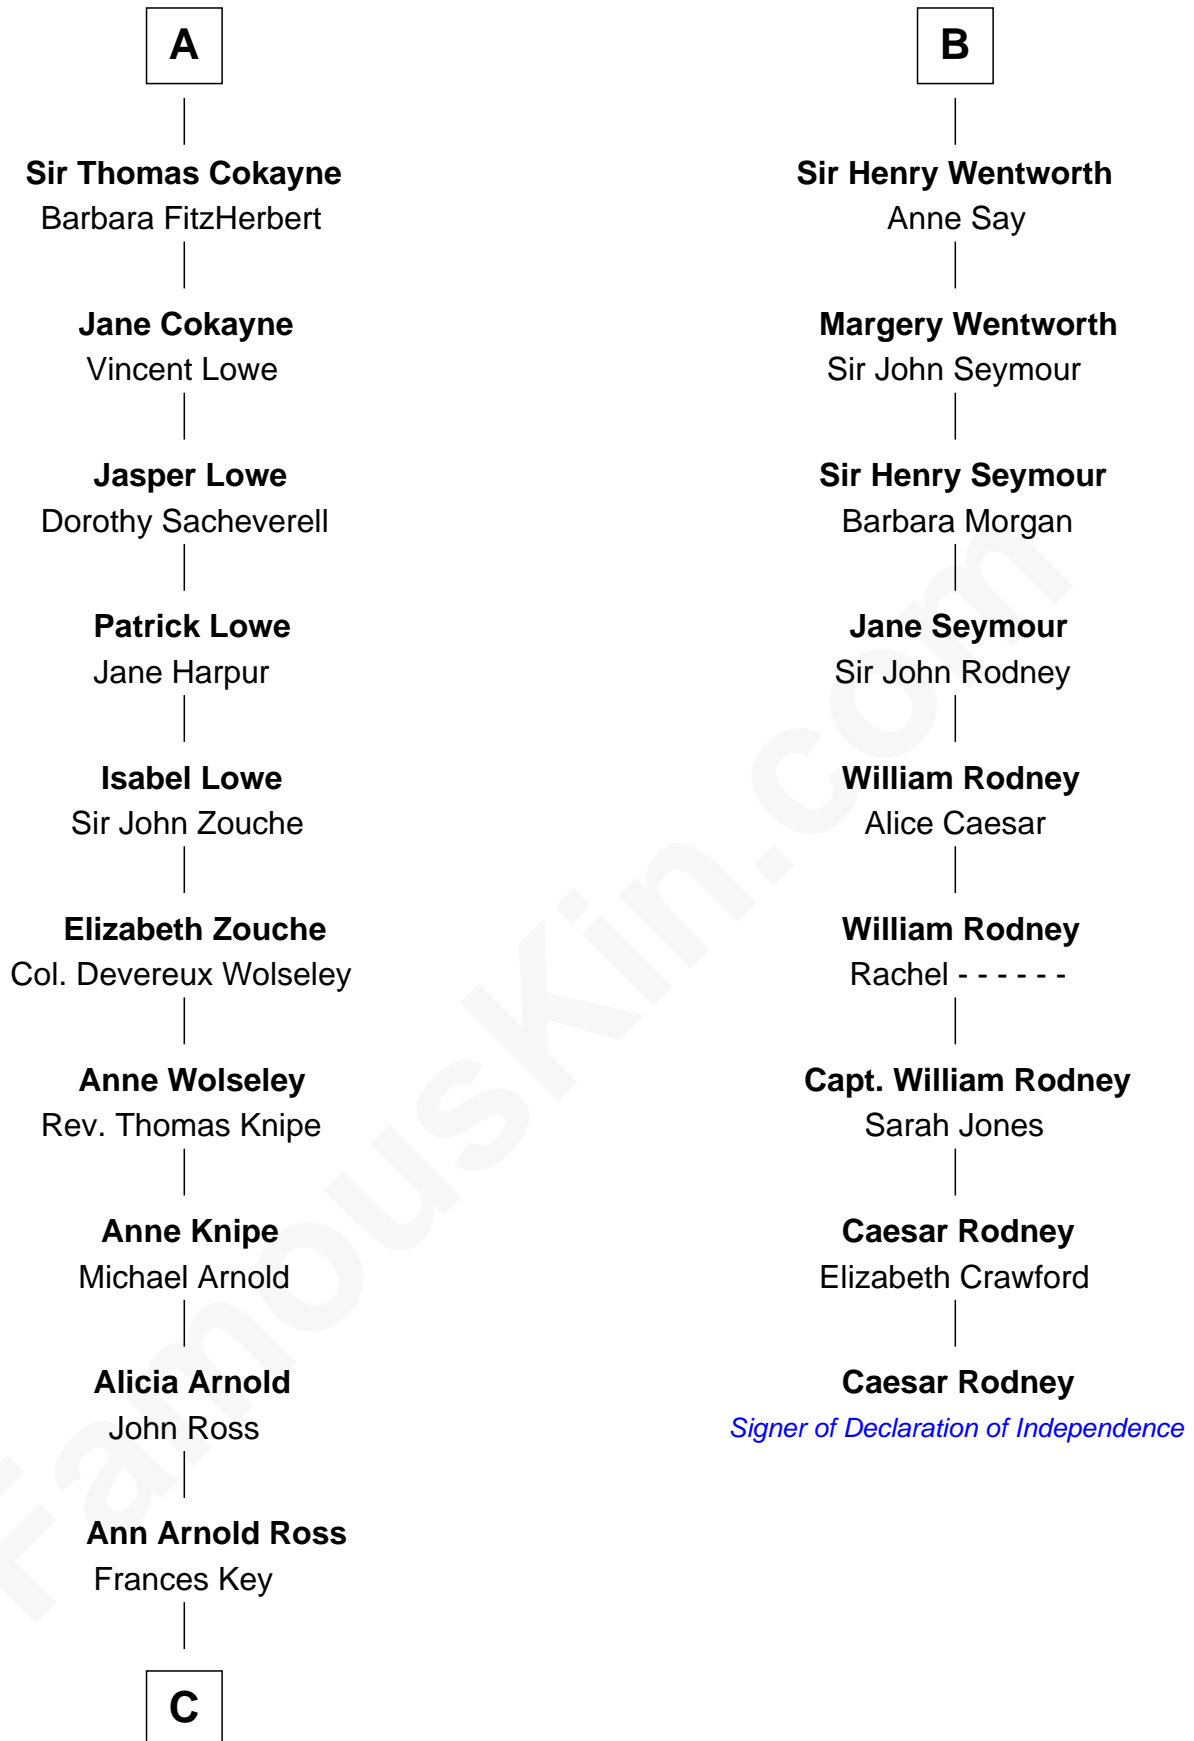 A
Sir Thomas Cokayne
Barbara FitzHerbert
Jane Cokayne
Vincent Lowe
Jasper Lowe
Dorothy Sacheverell
Patrick Lowe
Jane Harpur
Isabel Lowe
Sir John Zouche
Elizabeth Zouche
Col. Devereux Wolseley
Anne Wolseley
Rev. Thomas Knipe
Anne Knipe
Michael Arnold
Alicia Arnold
John Ross
Ann Arnold Ross
Frances Key
C
B
Sir Henry Wentworth
Anne Say
Margery Wentworth
Sir John Seymour
Sir Henry Seymour
Barbara Morgan
Jane Seymour
Sir John Rodney
William Rodney
Alice Caesar
William Rodney
Rachel - - - - - -
Capt. William Rodney
Sarah Jones
Caesar Rodney
Elizabeth Crawford
Caesar Rodney
Signer of Declaration of Independence
FamousKin.com